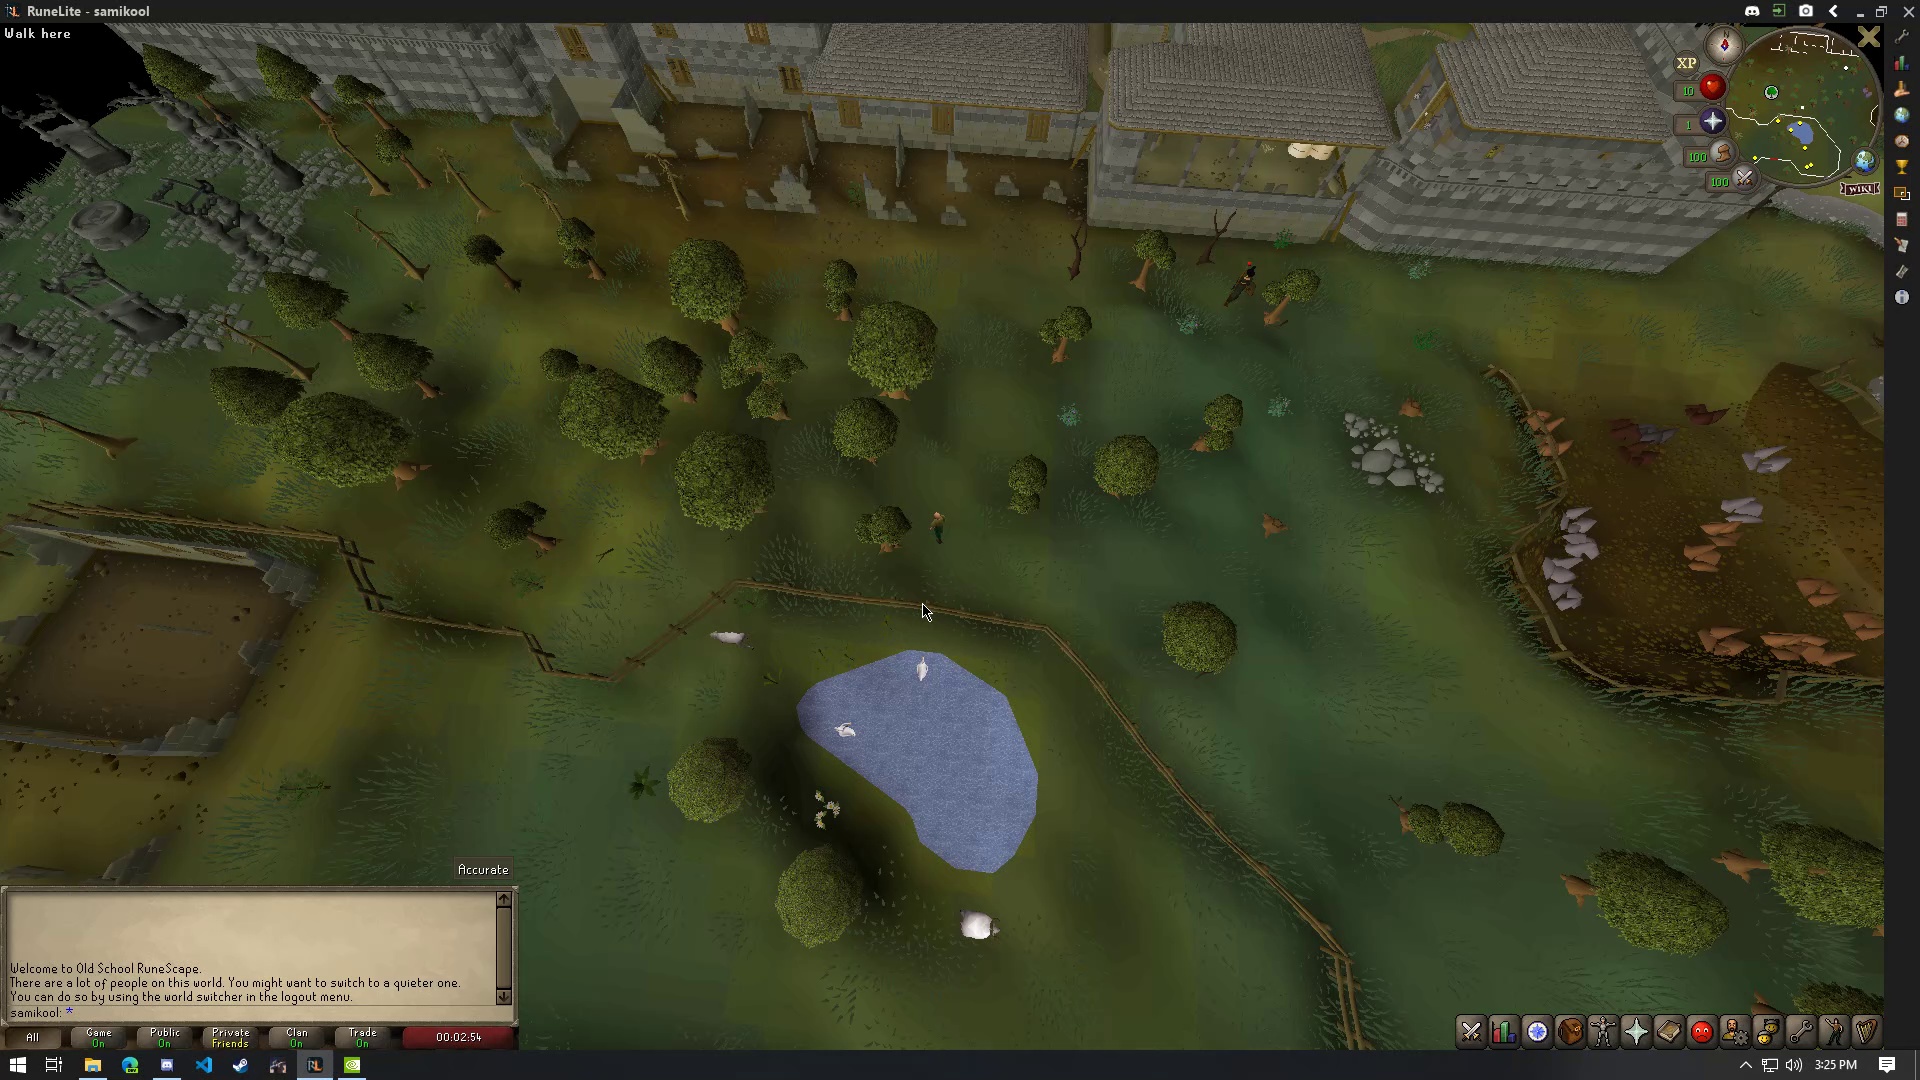 RuneLite - samikool
Walk here
N
XP
10
1
100
100
WIKI
Accurate
Welcome to Old School RuneScape.
There are a lot of people on this world. You might want to switch to a quieter one.
You can do so by using the world switcher in the logout menu.
samikool: *
All
Game
On
Public
On
Private
Friends
Clan
On
Trade
On
00:02:54
3:25 PM